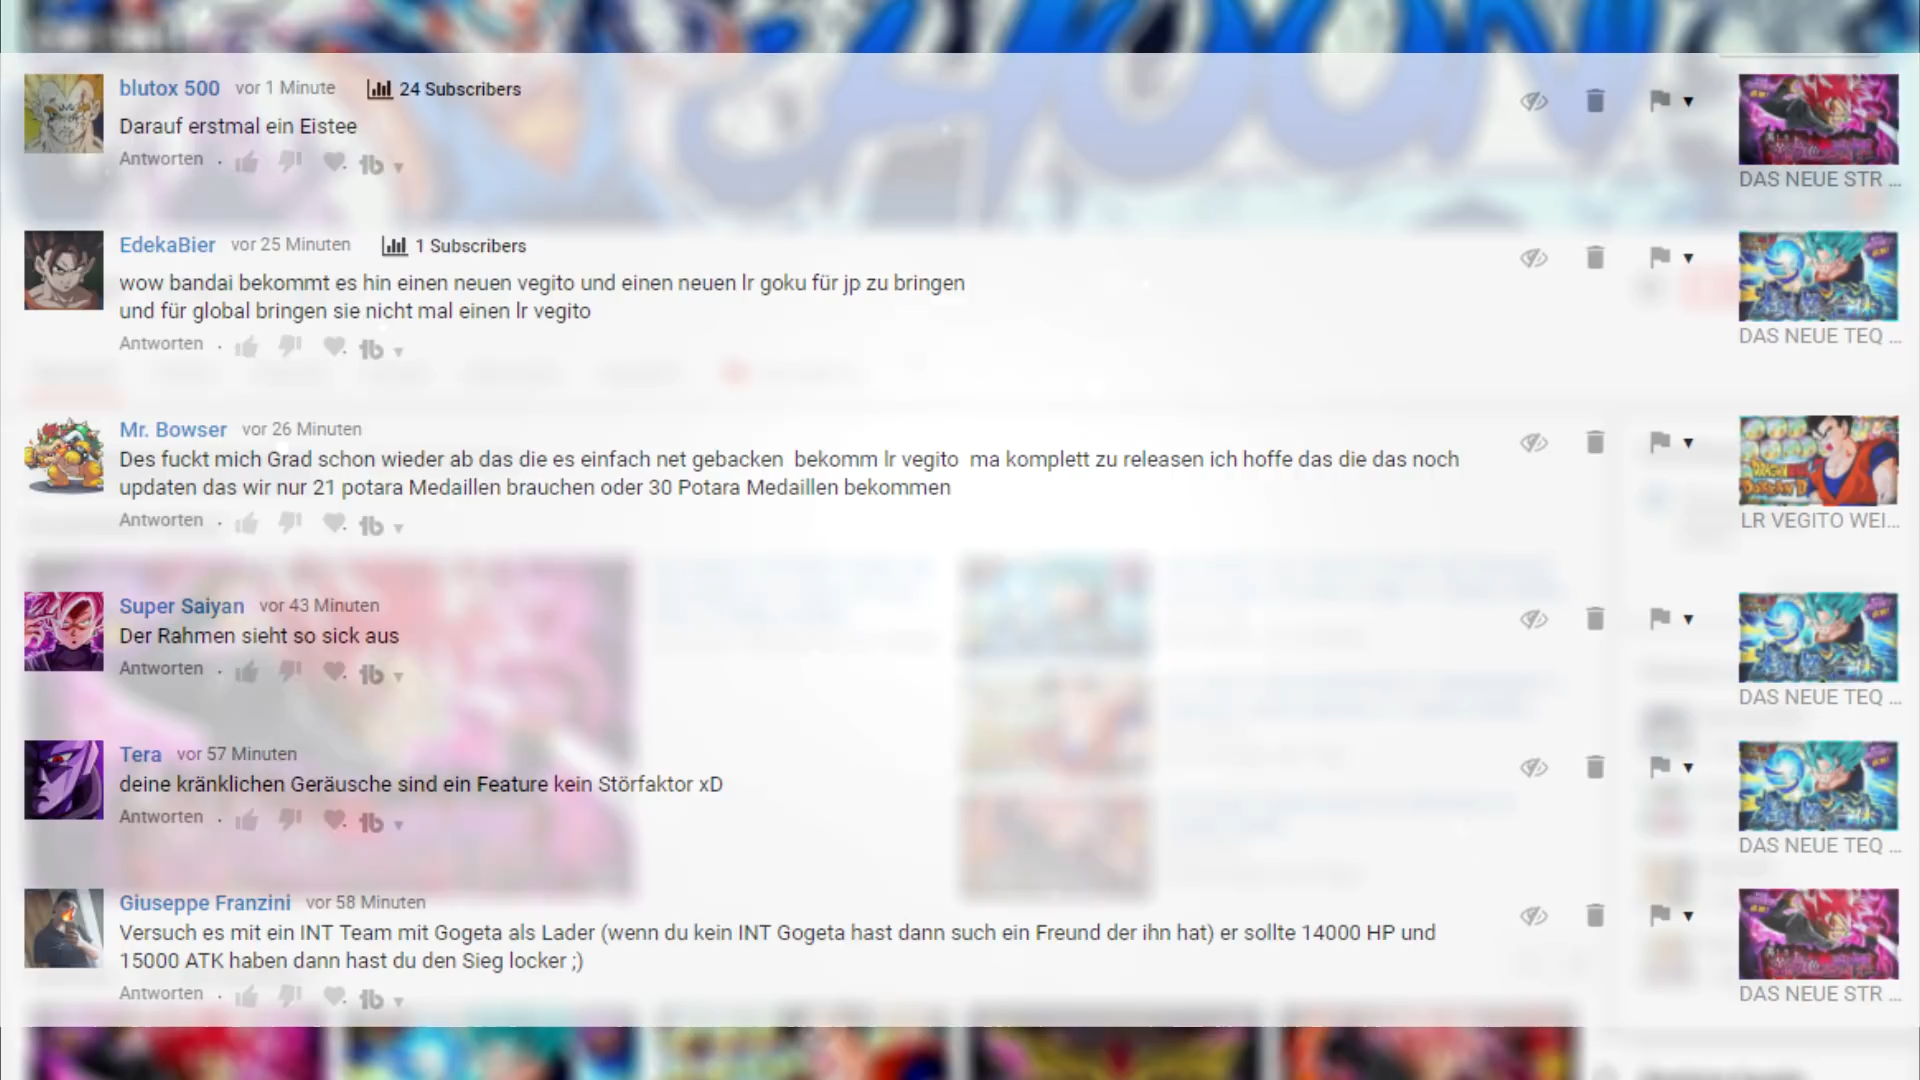 blutox 500 vor 1 Minute 24 Subscribers
Darauf erstmal ein Eistee
Antworten
DAS NEUE STR ...
EdekaBier vor 25 Minuten 1 Subscribers
wow bandai bekommt es hin einen neuen vegito und einen neuen lr goku für jp zu bringen
und für global bringen sie nicht mal einen lr vegito
Antworten
DAS NEUE TEQ ...
Mr. Bowser vor 26 Minuten
Des fuckt mich Grad schon wieder ab das die es einfach net gebacken bekomm lr vegito ma komplett zu releasen ich hoffe das die das noch
updaten das wir nur 21 potara Medaillen brauchen oder 30 Potara Medaillen bekommen
Antworten
LR VEGITO WEI...
Super Saiyan vor 43 Minuten
Der Rahmen sieht so sick aus
Antworten
DAS NEUE TEQ ...
Tera vor 57 Minuten
deine kränklichen Geräusche sind ein Feature kein Störfaktor xD
Antworten
DAS NEUE TEQ ...
Giuseppe Franzini vor 58 Minuten
Versuch es mit ein INT Team mit Gogeta als Lader (wenn du kein INT Gogeta hast dann such ein Freund der ihn hat) er sollte 14000 HP und
15000 ATK haben dann hast du den Sieg locker ;)
Antworten
DAS NEUE STR ...